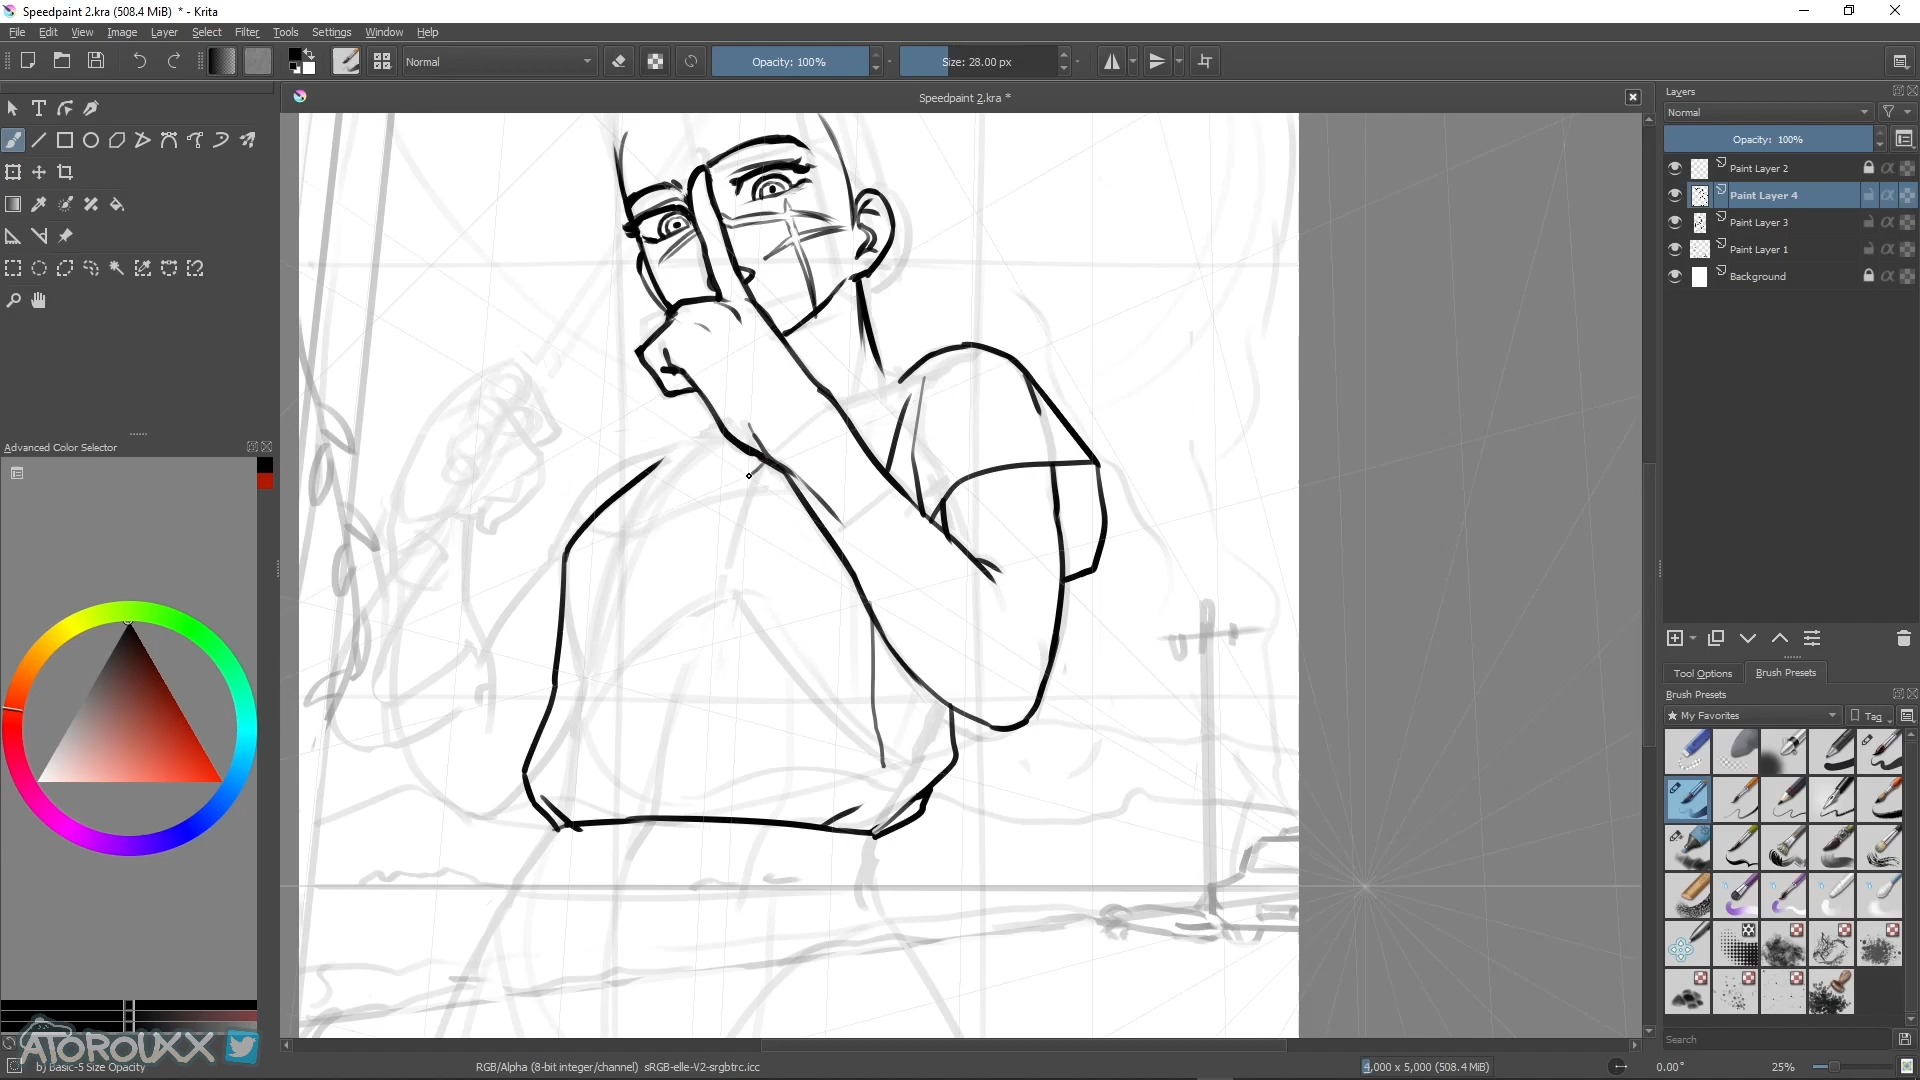 Speedpaint 2.kra (508.4 MiB) * - Krita
File Edit View Image Layer Select Filter Tools Settings Window Help
Normal
Opacity: 100%
Size: 28.00 px
Speedpaint 2.kra *
Layers
Normal
Opacity: 100%
Paint Layer 2
Paint Layer 4
Paint Layer 3
Paint Layer 1
Background
Advanced Color Selector
Tool Options
Brush Presets
Brush Presets
★ My Favorites
Tag
Search
ATOROUXX
b) Basic-5 Size Opacity
RGB/Alpha (8-bit integer/channel) sRGB-elle-V2-srgbtrc.icc
4,000 x 5,000 (508.4 MiB)
0.00°
25%